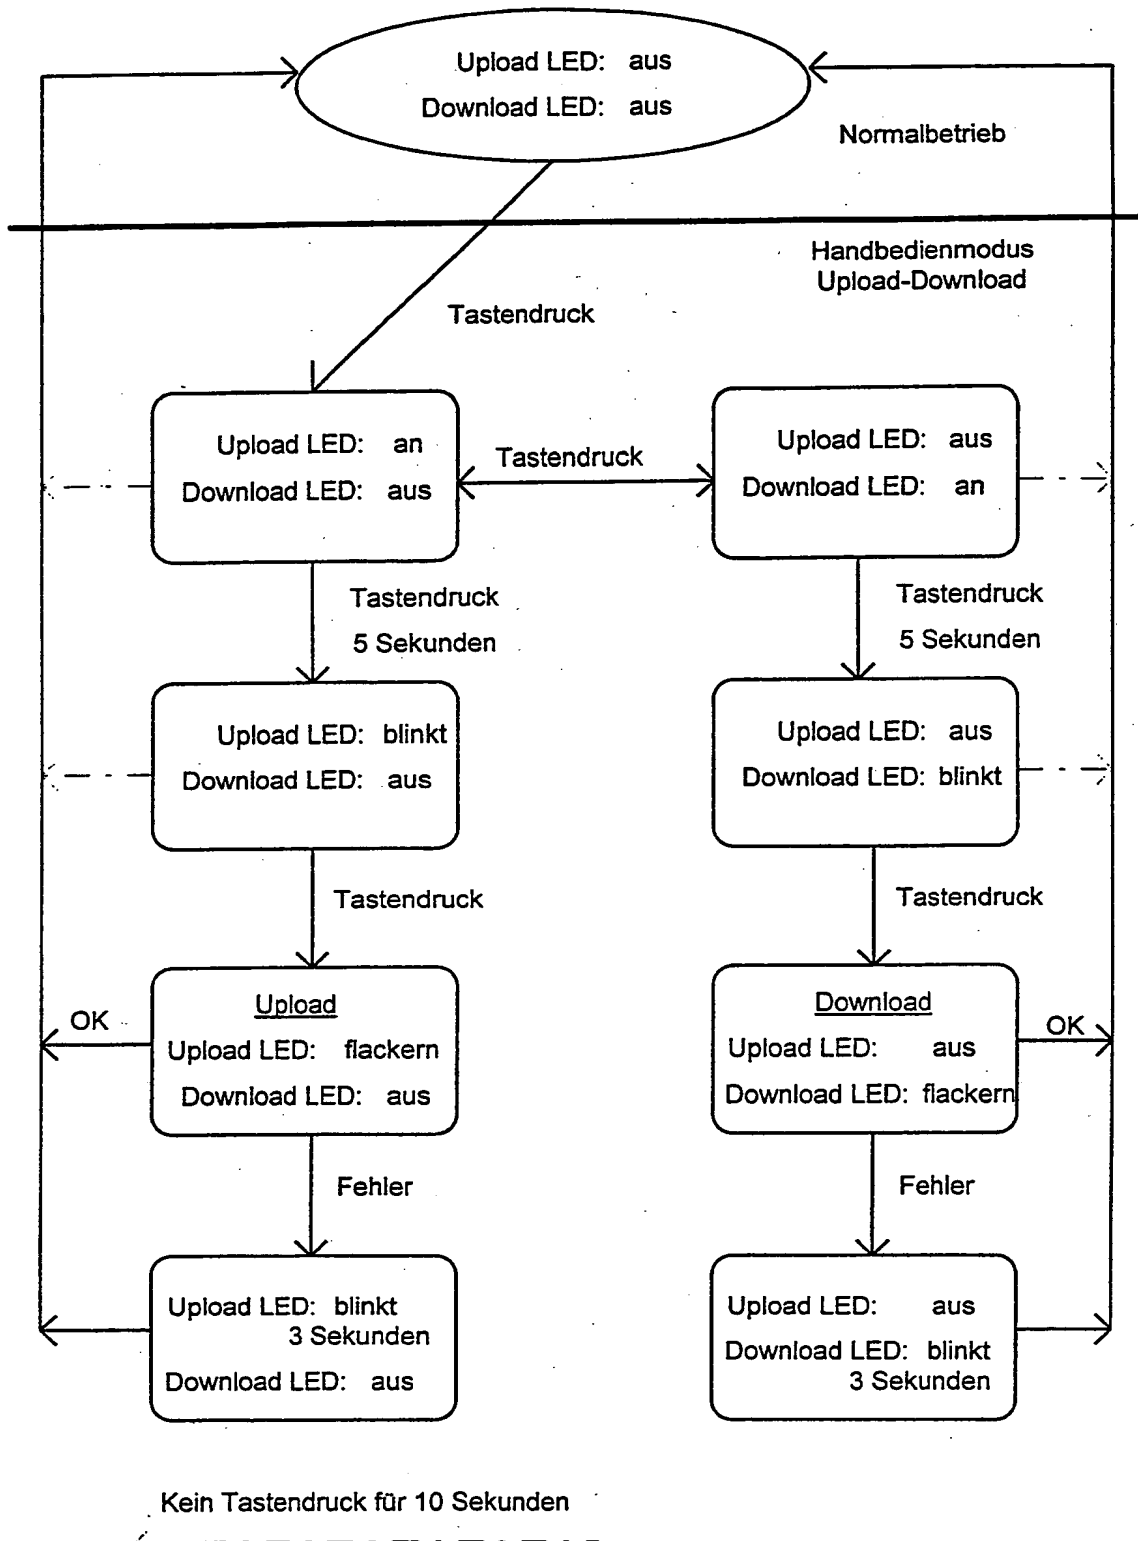 Upload LED: aus
Download LED: aus
Normalbetrieb
Handbedienmodus
Upload-Download
Tastendruck
Upload LED: an
Download LED: aus
Tastendruck
Upload LED: aus
Download LED: an
Tastendruck
5 Sekunden
Tastendruck
5 Sekunden
Upload LED: blinkt
Download LED: aus
Upload LED: aus
Download LED: blinkt
Tastendruck
Tastendruck
OK
Upload
Upload LED: flackern
Download LED: aus
Download
Upload LED: aus
Download LED: flackern
OK
Fehler
Fehler
Upload LED: blinkt
3 Sekunden
Download LED: aus
Upload LED: aus
Download LED: blinkt
3 Sekunden
Kein Tastendruck für 10 Sekunden